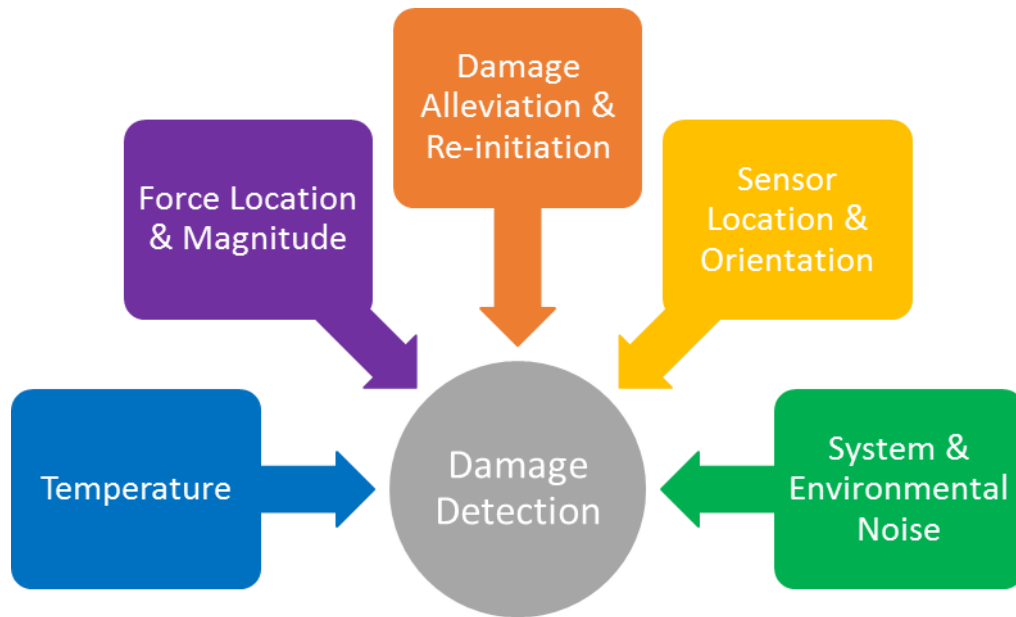 Damage
Alleviation &
Re-initiation
Force Location
& Magnitude
Sensor
Location &
Orientation
Temperature
Damage
Detection
System &
Environmental
Noise